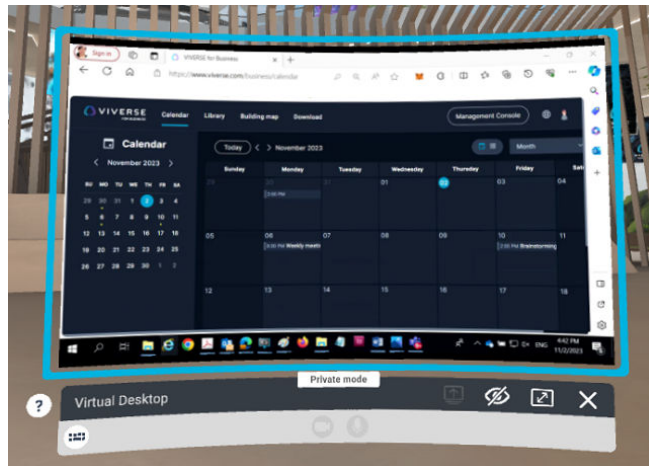 Sign in
VIVERSE for Business
https://www.viverse.com/business/calendar
VIVERSE
FOR BUSINESS
Calendar Library Building map Download Management Console
Calendar
November 2023
Today November 2023 Month
SU MO TU WE TH FR SA
29 30 31 1 2 3 4
5 6 7 8 9 10 11
12 13 14 15 16 17 18
19 20 21 22 23 24 25
26 27 28 29 30 1 2
Sunday Monday Tuesday Wednesday Thursday Friday Satu
29 30 31 01 02 03 04
05 06 07 08 09 10 11
Weekly meetin
Brainstorming
12 13 14 15 16 17 18
ENG
4:42 PM
11/2/2023
Private mode
? Virtual Desktop